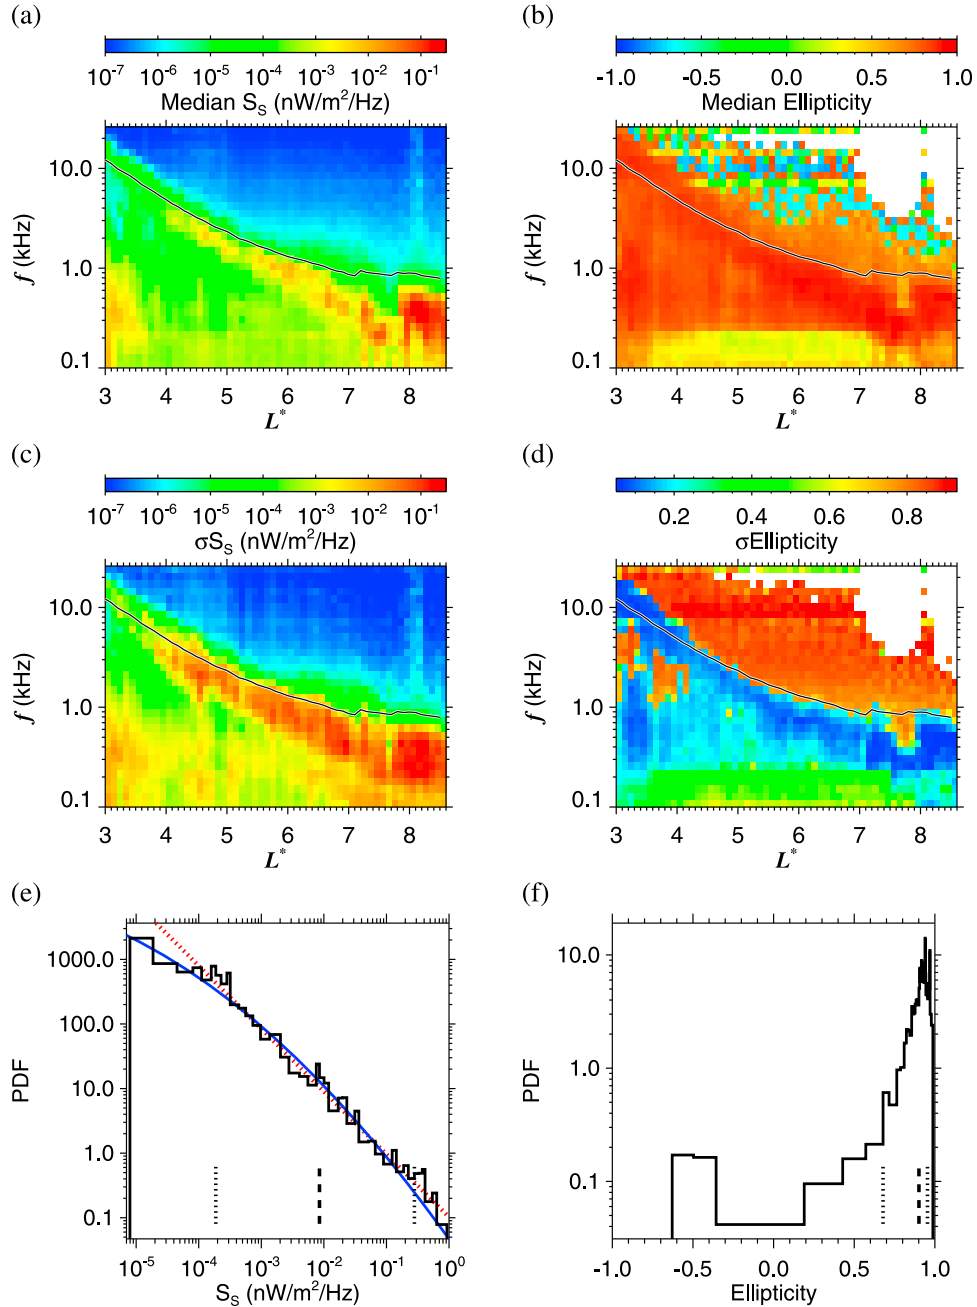 (a) (b)
10⁻⁷ 10⁻⁶ 10⁻⁵ 10⁻⁴ 10⁻³ 10⁻² 10⁻¹ -1.0 -0.5 0.0 0.5 1.0
Median S_S (nW/m²/Hz) Median Ellipticity
10.0 10.0
f (kHz) f (kHz)
1.0 1.0
0.1 0.1
3 4 5 6 7 8 3 4 5 6 7 8
L* L*
(c) (d)
10⁻⁷ 10⁻⁶ 10⁻⁵ 10⁻⁴ 10⁻³ 10⁻² 10⁻¹ 0.2 0.4 0.6 0.8
σS_S (nW/m²/Hz) σEllipticity
10.0 10.0
f (kHz) f (kHz)
1.0 1.0
0.1 0.1
3 4 5 6 7 8 3 4 5 6 7 8
L* L*
(e) (f)
1000.0 10.0
100.0
PDF PDF
10.0 1.0
1.0
0.1 0.1
10⁻⁵ 10⁻⁴ 10⁻³ 10⁻² 10⁻¹ 10⁰ -1.0 -0.5 0.0 0.5 1.0
S_S (nW/m²/Hz) Ellipticity